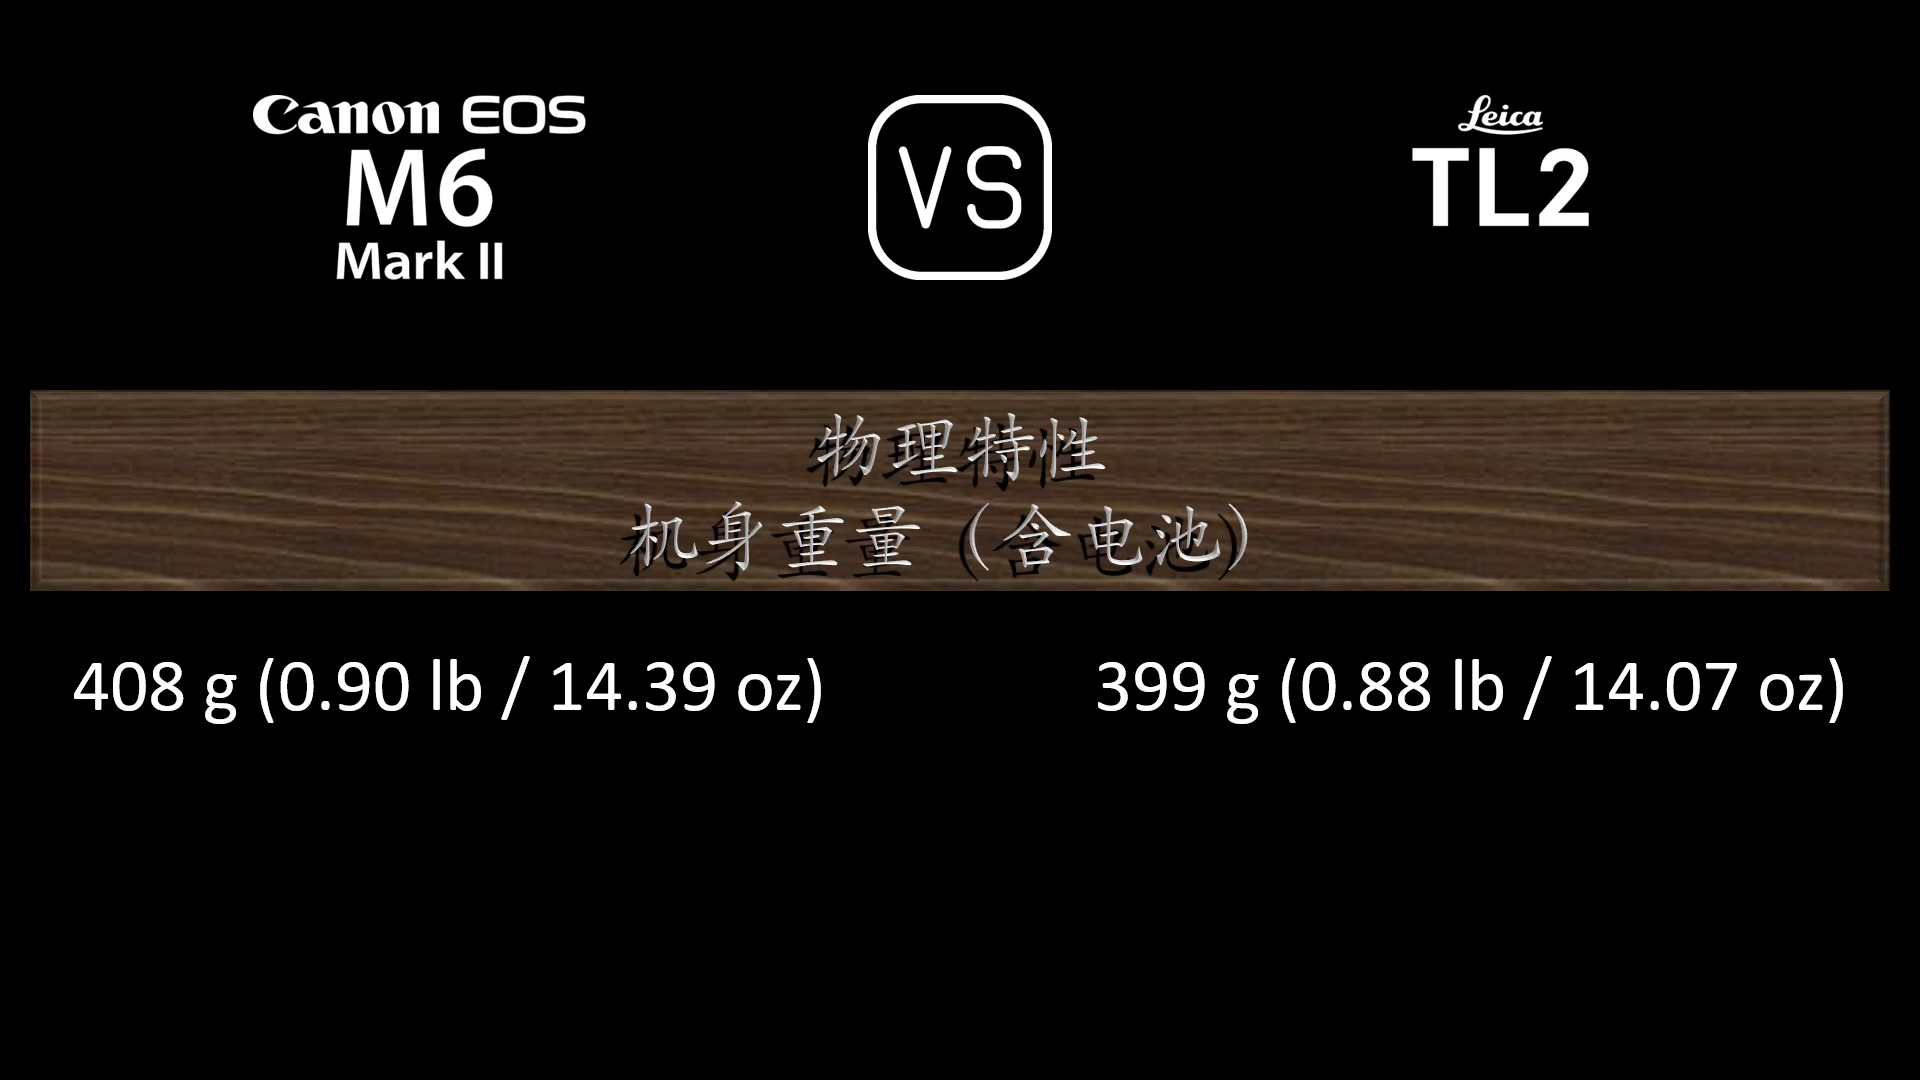 Canon EOS
M6
Mark II
VS
Leica
TL2
物理特性
机身重量（含电池）
408 g (0.90 lb / 14.39 oz)
399 g (0.88 lb / 14.07 oz)